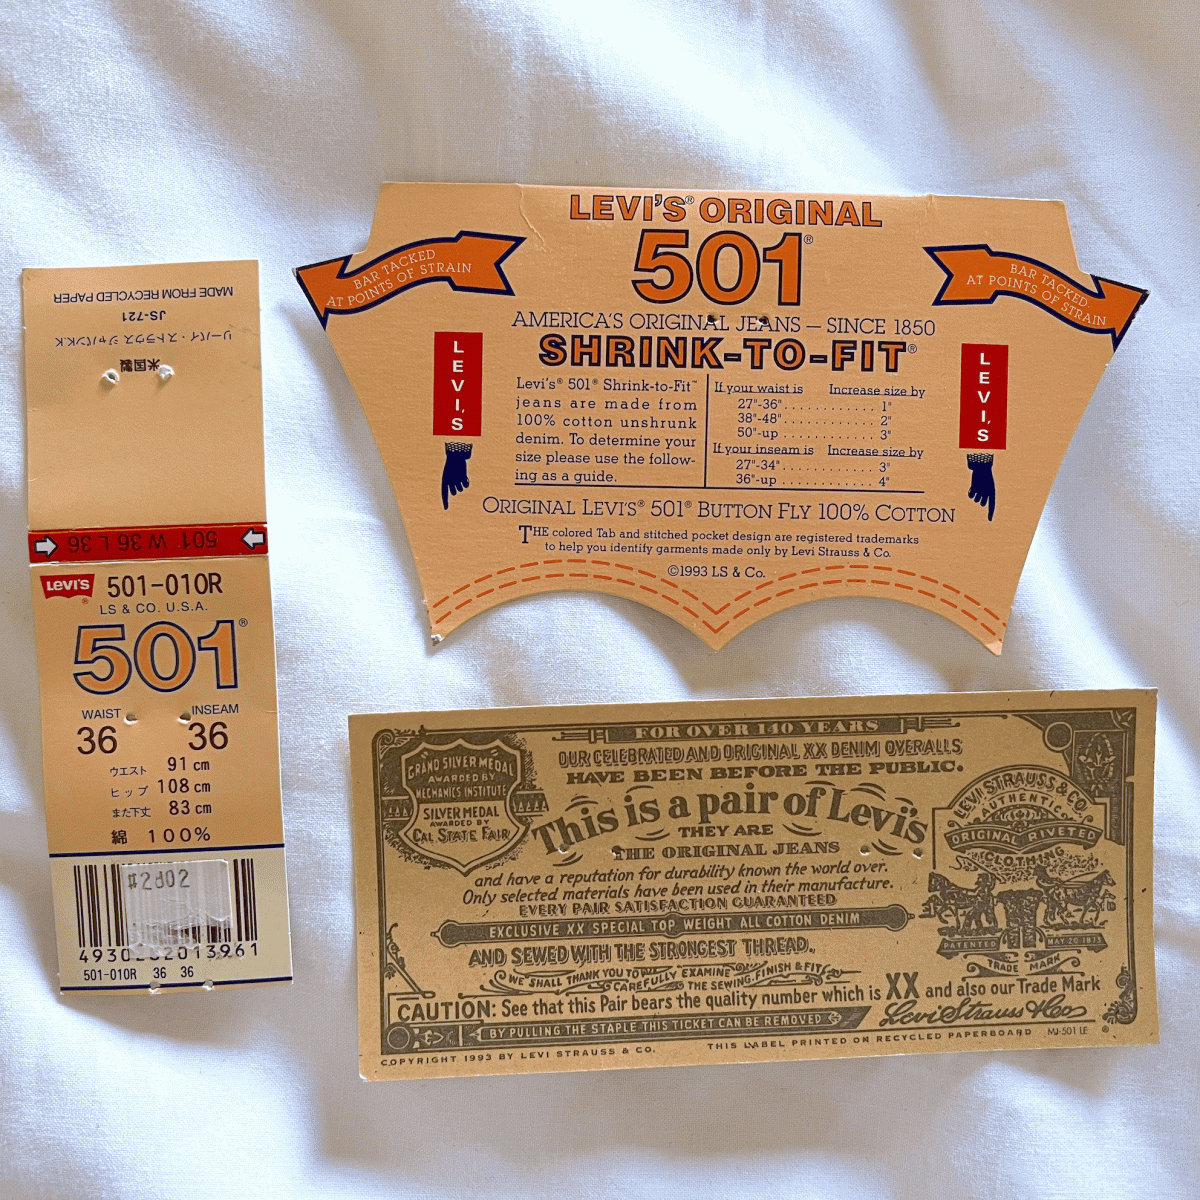 MADE FROM RECYCLED PAPER
JS-721
リーバイ・ストラウス ジャパンK.K
米国製
501 W 36 L 36
LEVI'S ® 501-010R
LS & CO. U.S.A.
501®
WAIST INSEAM
36 36
ウエスト 91 cm
ヒップ 108 cm
また下丈 83 cm
綿 100%
#2802
501-010R 36 36
LEVI'S® ORIGINAL
501®
BAR TACKED
AT POINTS OF STRAIN
BAR TACKED
AT POINTS OF STRAIN
AMERICA'S ORIGINAL JEANS – SINCE 1850
SHRINK-TO-FIT®
LEVI'S
LEVI'S
Levi's® 501® Shrink-to-Fit™
jeans are made from
100% cotton unshrunk
denim. To determine your
size please use the follow-
ing as a guide.
If your waist is Increase size by
27"-36" . . . . . . . . . . . . 1"
38"-48" . . . . . . . . . . . . 2"
50"-up . . . . . . . . . . . . 3"
If your inseam is Increase size by
27"-34" . . . . . . . . . . . . 3"
36"-up . . . . . . . . . . . . 4"
ORIGINAL LEVI'S® 501® BUTTON FLY 100% COTTON
THE colored Tab and stitched pocket design are registered trademarks
to help you identify garments made only by Levi Strauss & Co.
©1993 LS & Co.
FOR OVER 140 YEARS
OUR CELEBRATED AND ORIGINAL XX DENIM OVERALLS
HAVE BEEN BEFORE THE PUBLIC.
GRAND SILVER MEDAL
AWARDED BY
MECHANICS INSTITUTE
SILVER MEDAL
AWARDED BY
CAL STATE FAIR
This is a pair of Levi's
THEY ARE
THE ORIGINAL JEANS
and have a reputation for durability known the world over.
Only selected materials have been used in their manufacture.
EVERY PAIR SATISFACTION GUARANTEED
EXCLUSIVE XX SPECIAL TOP WEIGHT ALL COTTON DENIM
AND SEWED WITH THE STRONGEST THREAD.
WE SHALL THANK YOU TO CAREFULLY EXAMINE THE SEWING, FINISH & FIT
CAUTION: See that this Pair bears the quality number which is XX and also our Trade Mark
BY PULLING THE STAPLE THIS TICKET CAN BE REMOVED
Levi Strauss & Co
LEVI STRAUSS & CO.
AUTHENTIC
ORIGINAL RIVETED
CLOTHING
PATENTED MAY 20 1873
TRADE MARK
COPYRIGHT 1993 BY LEVI STRAUSS & CO. THIS LABEL PRINTED ON RECYCLED PAPERBOARD MJ-501 LE ®